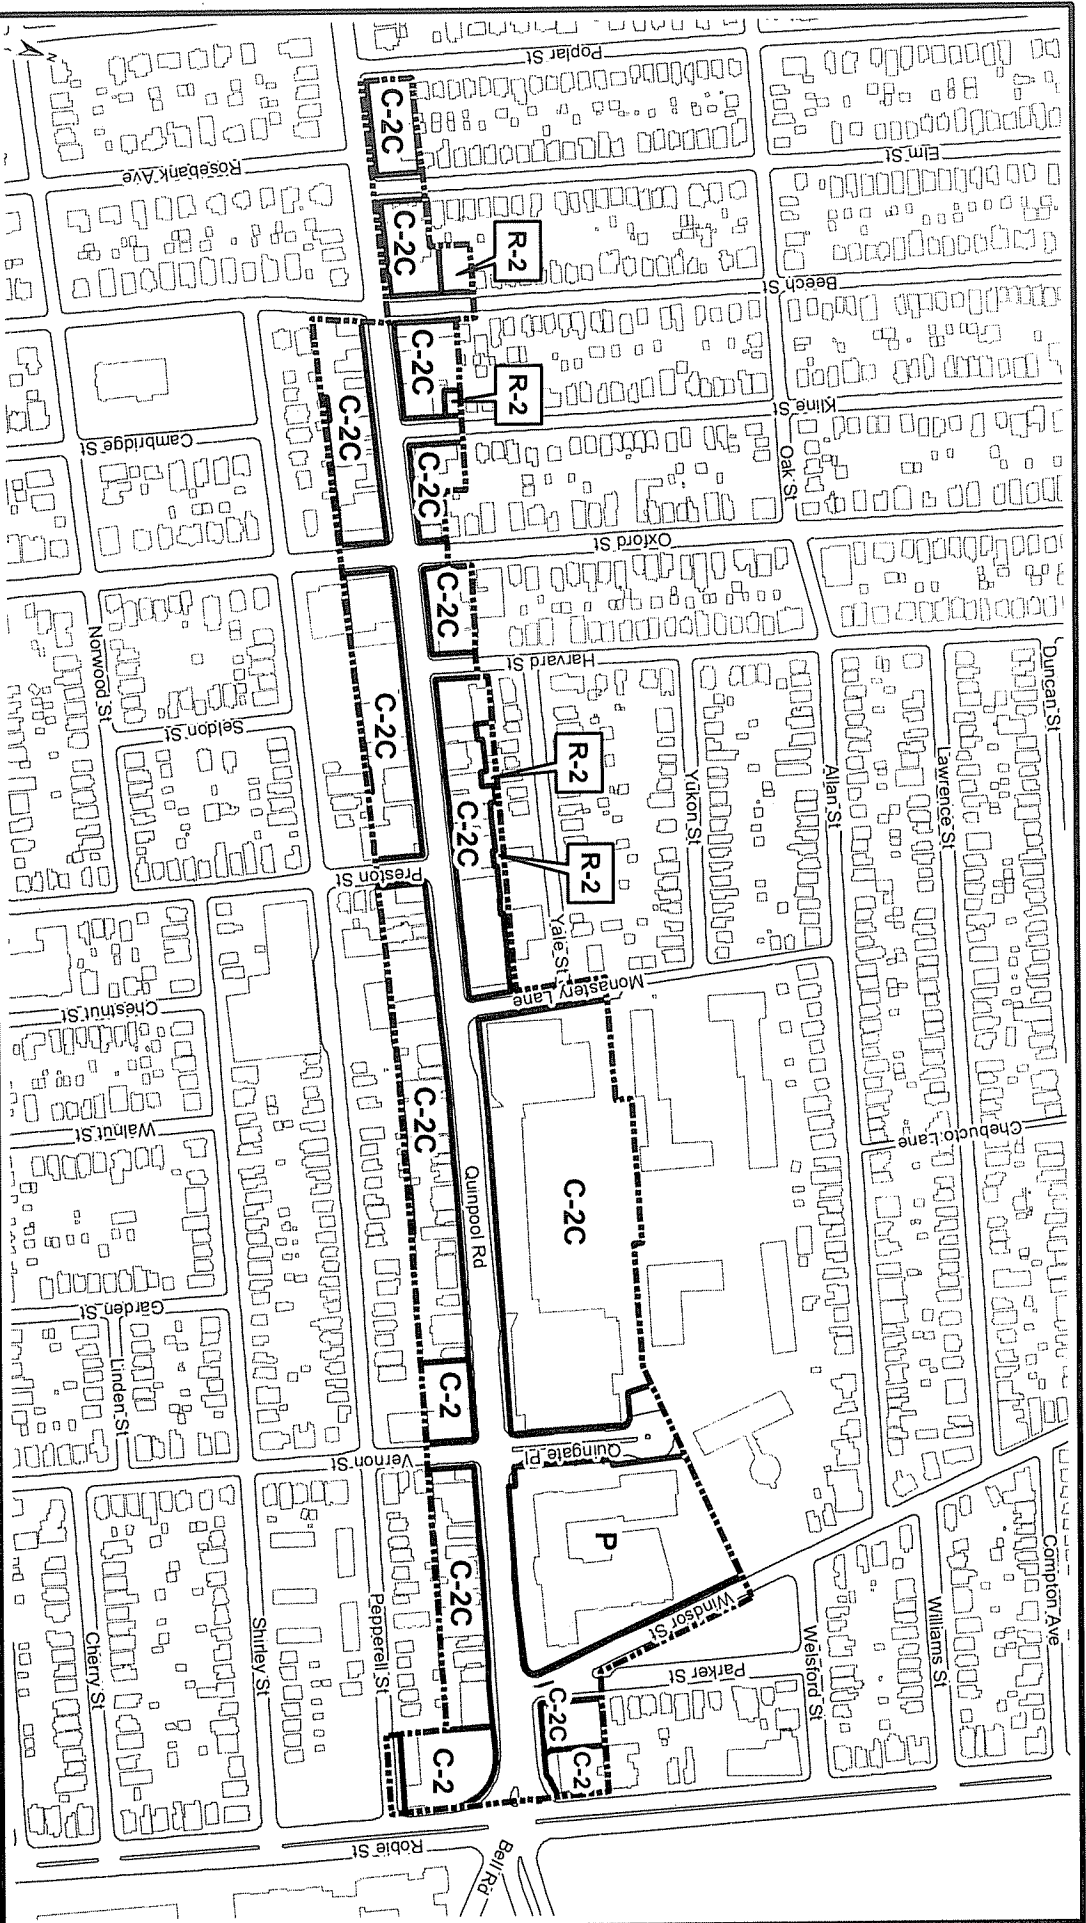 N
Poplar St
Elm St
Rosebank Ave
C-2C
C-2C
R-2
Beech St
C-2C
R-2
Kline St
Oak St
C-2C
Cambridge St
C-2C
Oxford St
C-2C
Harvard St
Duncan St
Norwood St
Seldon St
C-2C
R-2
C-2C
R-2
Yukon St
Allan St
Lawrence St
Preston St
Yale St
Monastery Lane
Chestnut St
C-2C
Walnut St
Quinpool Rd
C-2C
Chebucto Lane
Garden St
Linden St
C-2
Vernon St
Quingate Pl
P
C-2C
Windsor St
Compton Ave
Williams St
Welsford St
Parker St
Pepperell St
Shirley St
Cherry St
C-2C
C-2
C-2
Robie St
Bell Rd